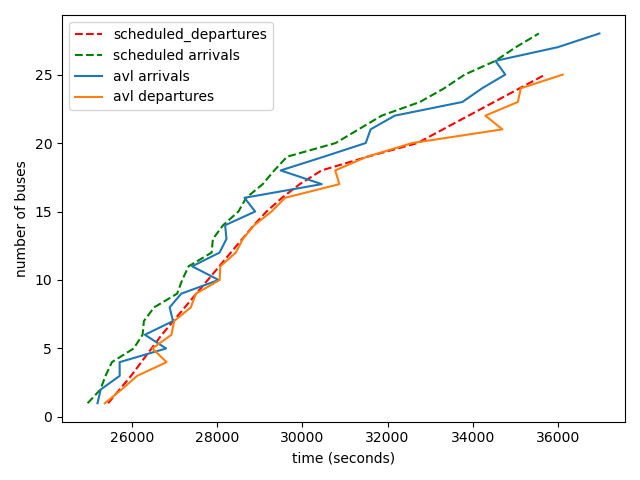 scheduled_departures
scheduled arrivals
avl arrivals
avl departures
number of buses
25
20
15
10
5
0
26000 28000 30000 32000 34000 36000
time (seconds)